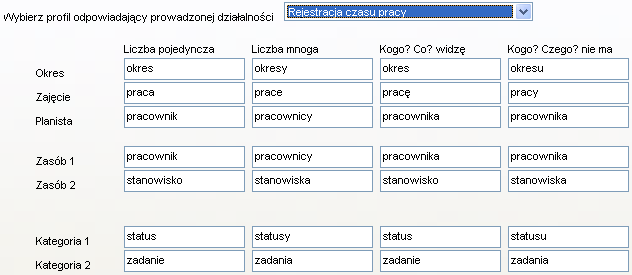 Wybierz profil odpowiadający prowadzonej działalności Rejestracja czasu pracy
Liczba pojedyncza Liczba mnoga Kogo? Co? widzę Kogo? Czego? nie ma
Okres okres okresy okres okresu
Zajęcie praca prace pracę pracy
Planista pracownik pracownicy pracownika pracownika
Zasób 1 pracownik pracownicy pracownika pracownika
Zasób 2 stanowisko stanowiska stanowisko stanowiska
Kategoria 1 status statusy status statusu
Kategoria 2 zadanie zadania zadanie zadania